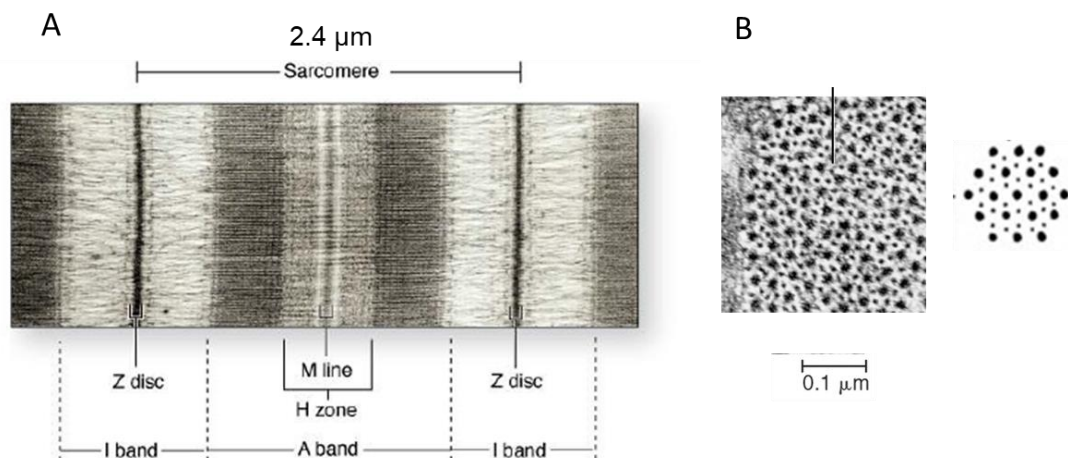 A
B
2.4 µm
Sarcomere
Z disc
M line
Z disc
H zone
I band
A band
I band
0.1 µm